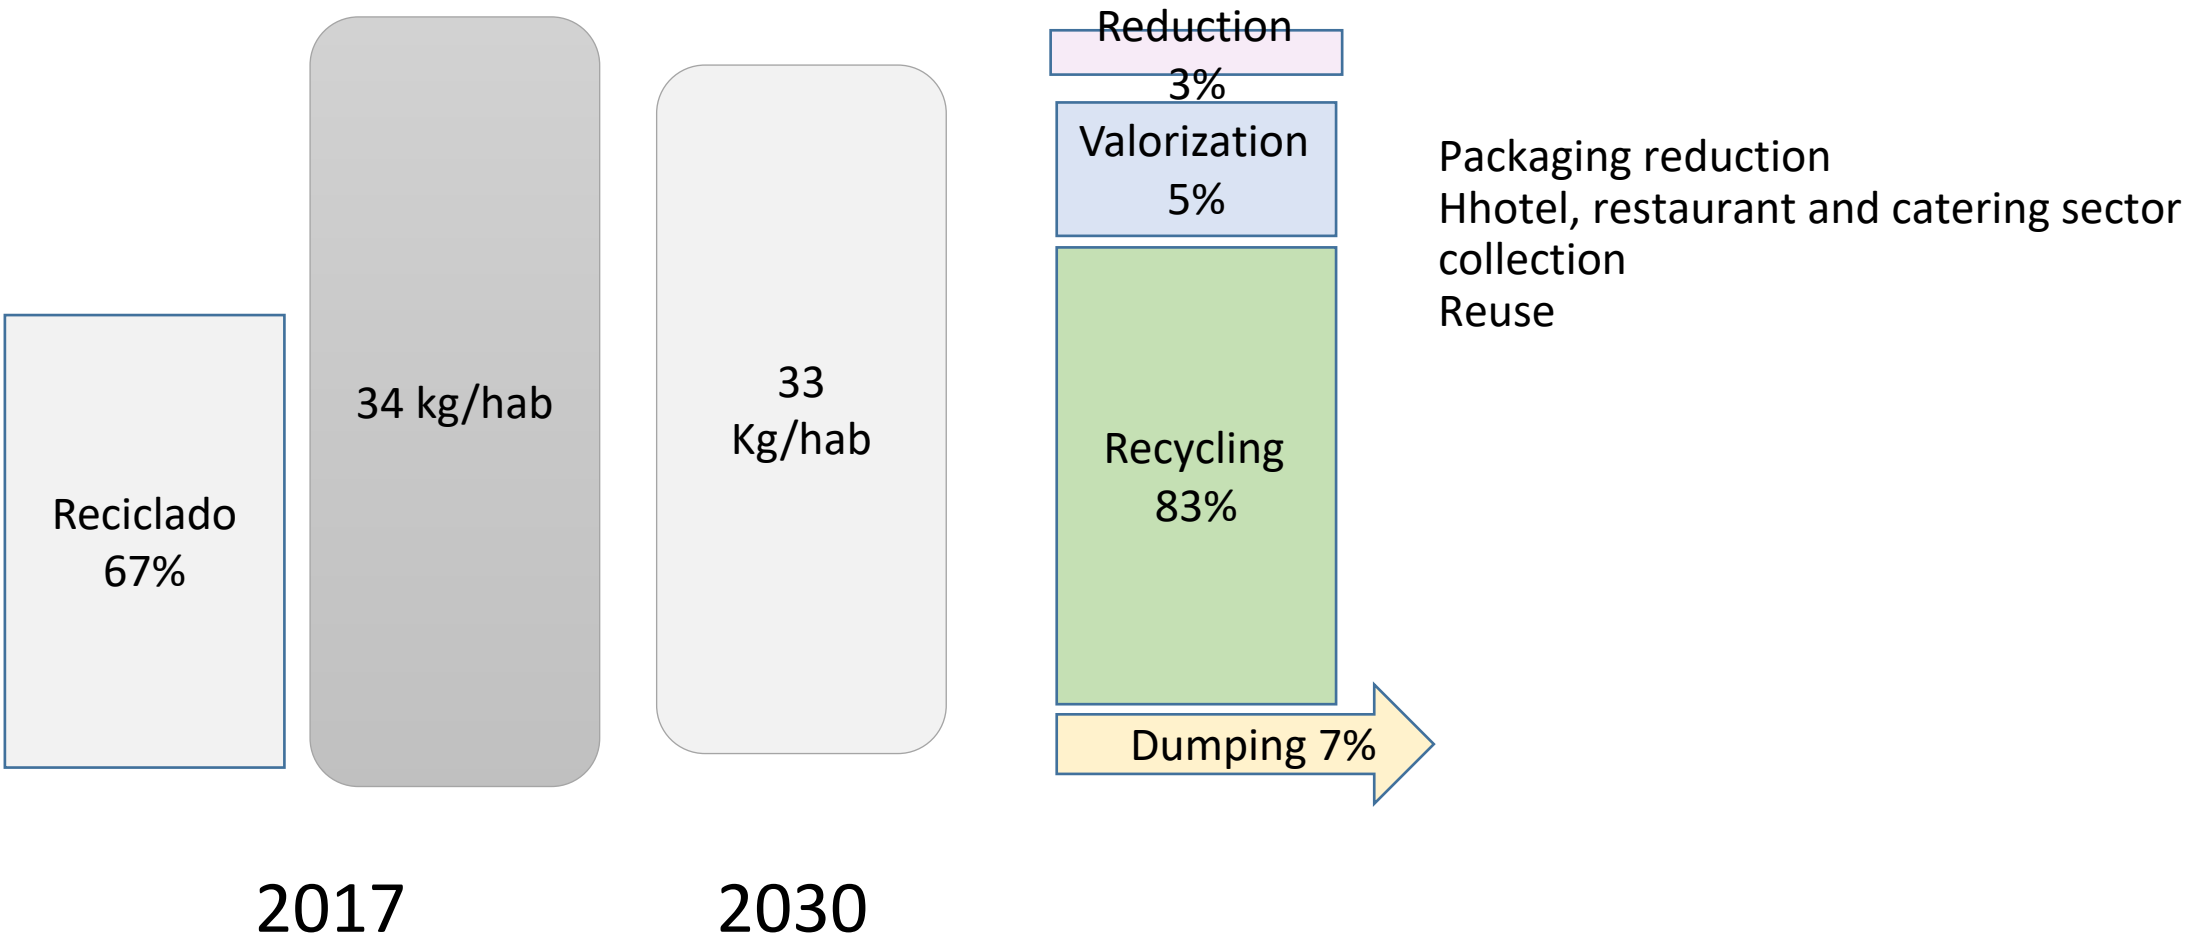 Reciclado
67%
34 kg/hab
33
Kg/hab
Reduction
3%
Valorization
5%
Recycling
83%
Dumping 7%
Packaging reduction
Hhotel, restaurant and catering sector
collection
Reuse
2017
2030